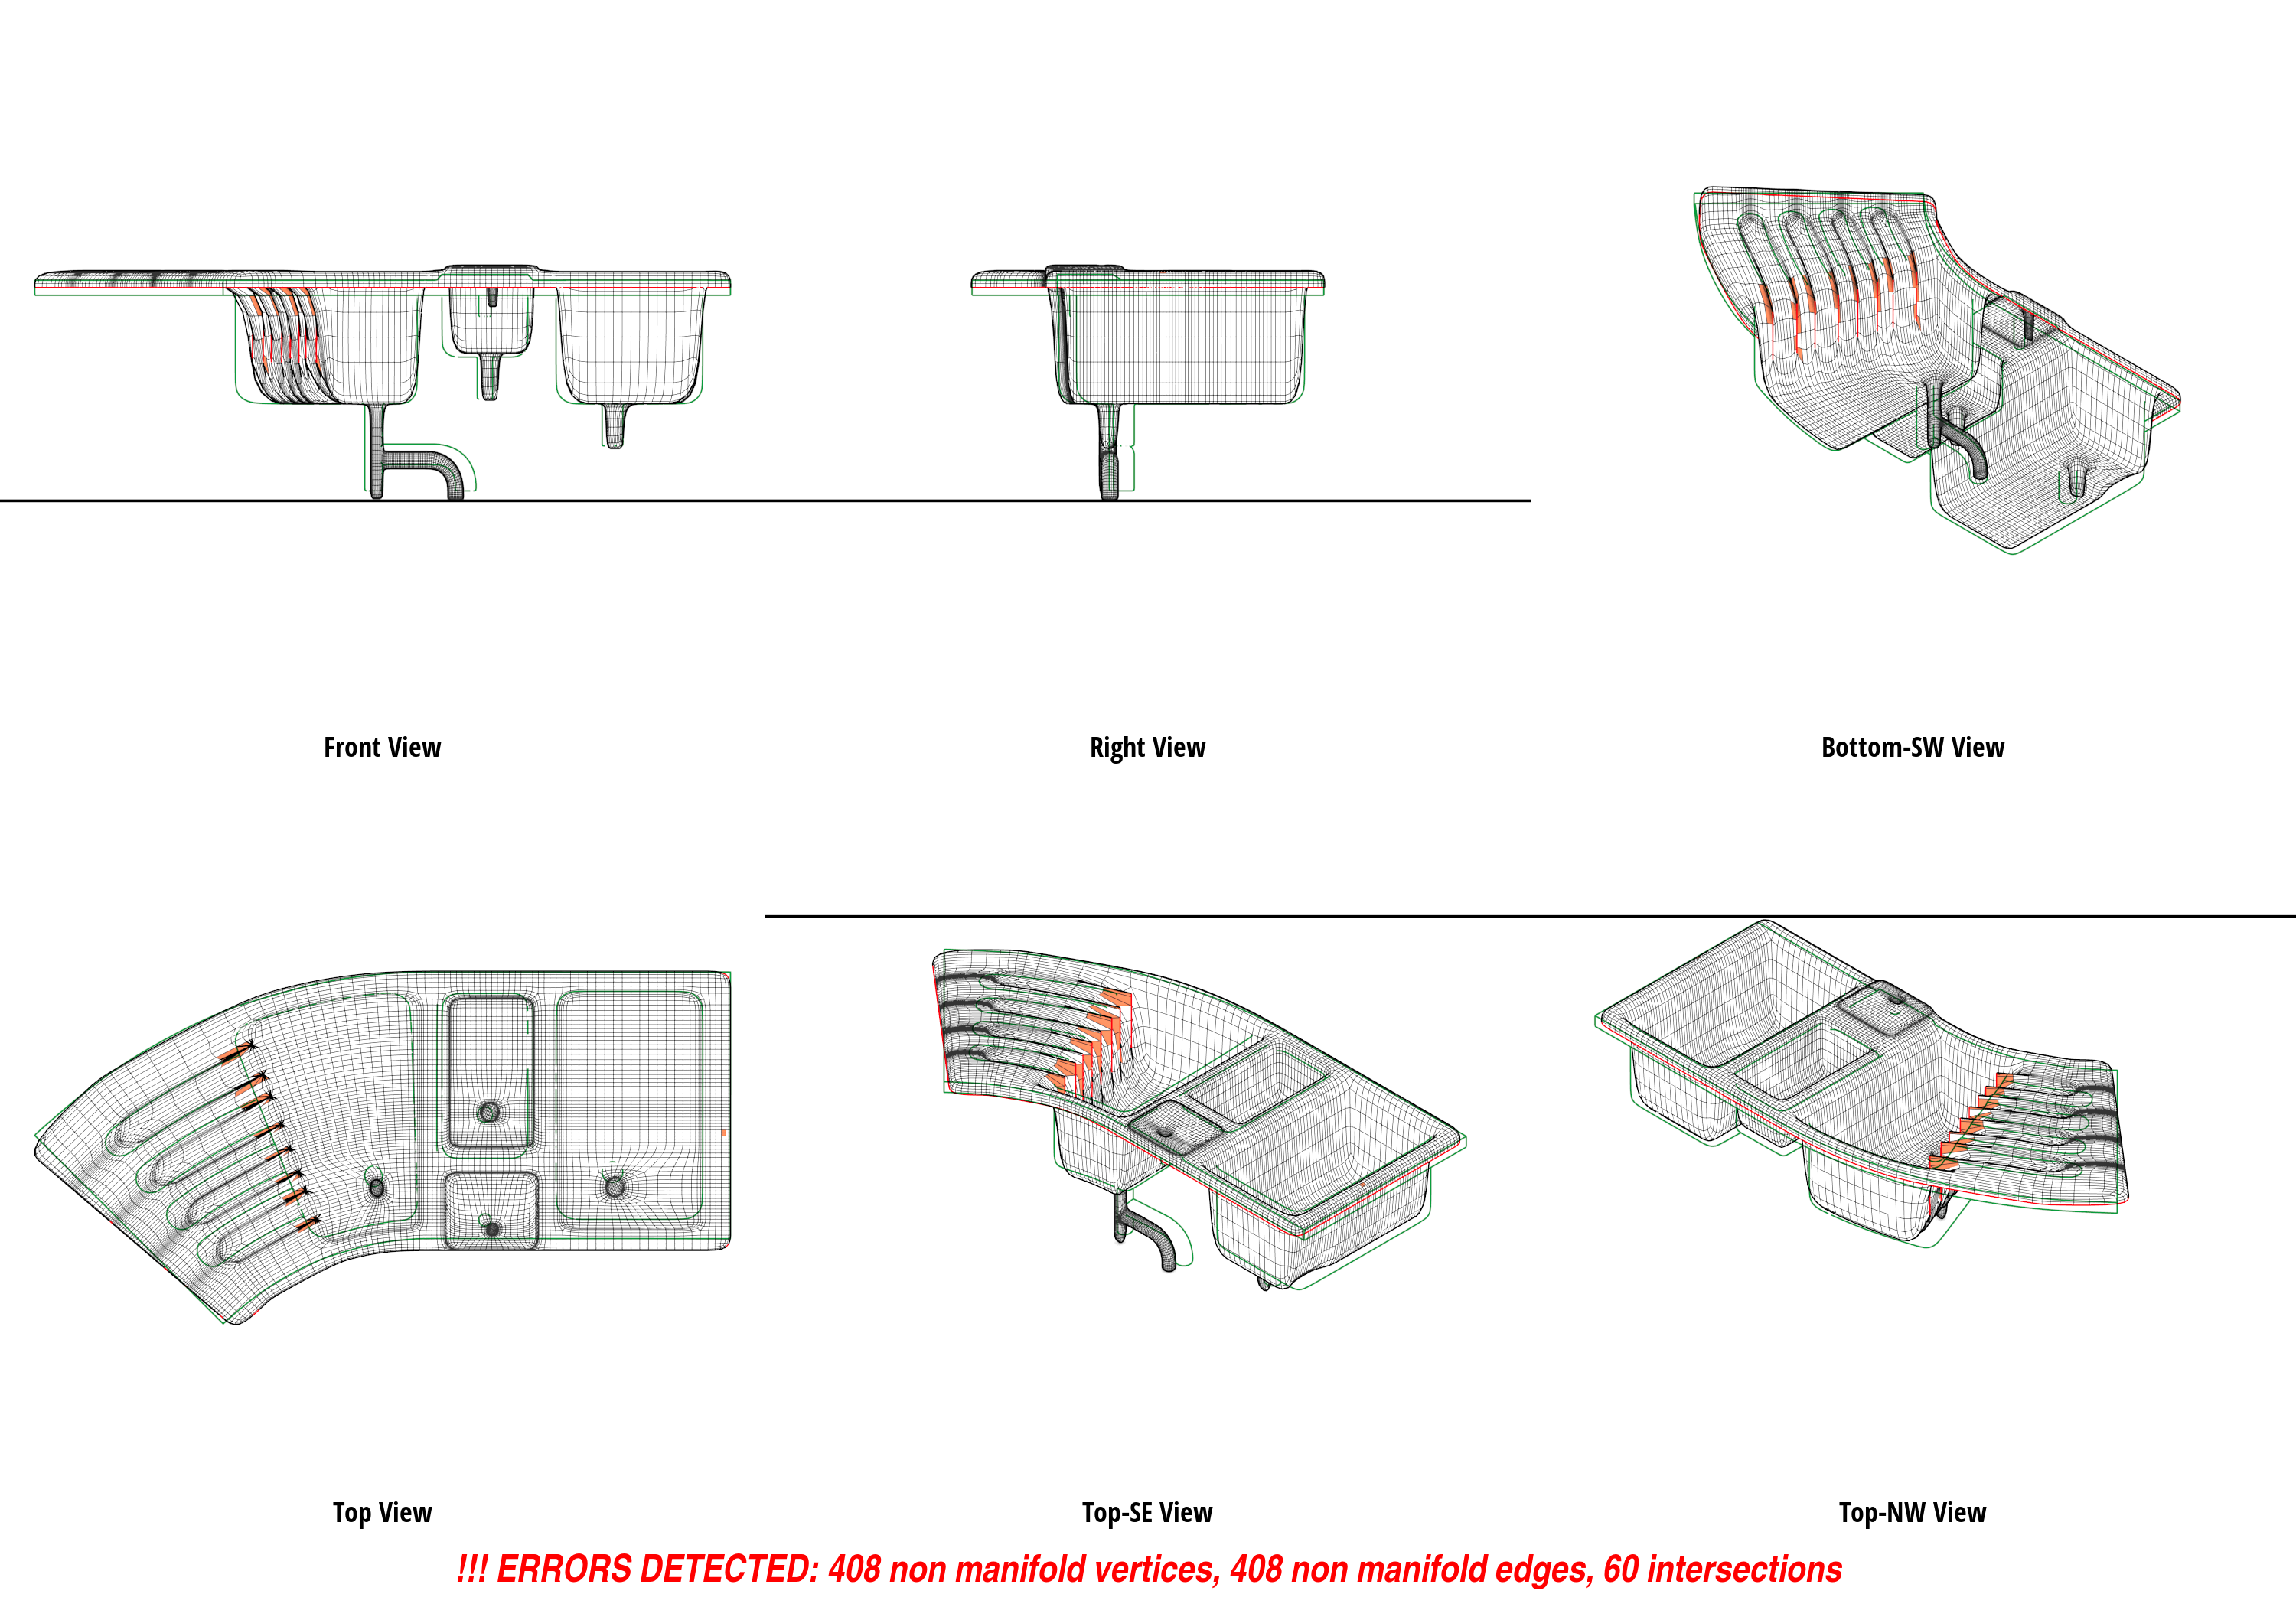 Front View
Right View
Bottom-SW View
Top View
Top-SE View
Top-NW View
!!! ERRORS DETECTED: 408 non manifold vertices, 408 non manifold edges, 60 intersections